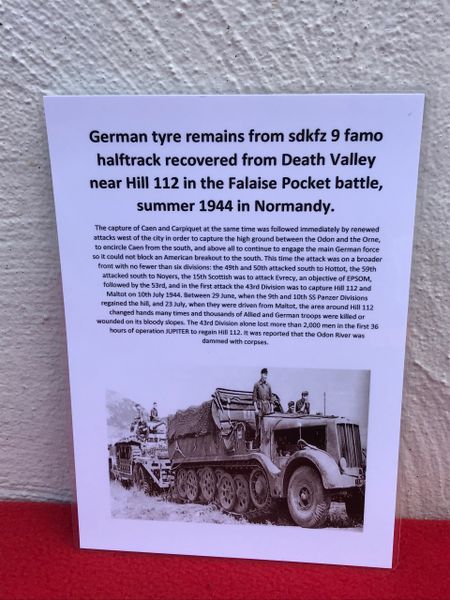 German tyre remains from sdkfz 9 famo
halftrack recovered from Death Valley
near Hill 112 in the Falaise Pocket battle,
summer 1944 in Normandy.
The capture of Caen and Carpiquet at the same time was followed immediately by renewed
attacks west of the city in order to capture the high ground between the Odon and the Orne,
to encircle Caen from the south, and above all to continue to engage the main German force
so it could not block an American breakout to the south. This time the attack was on a broader
front with no fewer than six divisions: the 49th and 50th attacked south to Hottot, the 59th
attacked south to Noyers, the 15th Scottish was to attack Evrecy, an objective of EPSOM,
followed by the 53rd, and in the first attack the 43rd Division was to capture Hill 112 and
Maltot on 10th July 1944. Between 29 June, when the 9th and 10th SS Panzer Divisions
regained the hill, and 23 July, when they were driven from Maltot, the area around Hill 112
changed hands many times and thousands of Allied and German troops were killed or
wounded on its bloody slopes. The 43rd Division alone lost more than 2,000 men in the first 36
hours of operation JUPITER to regain Hill 112. It was reported that the Odon River was
dammed with corpses.